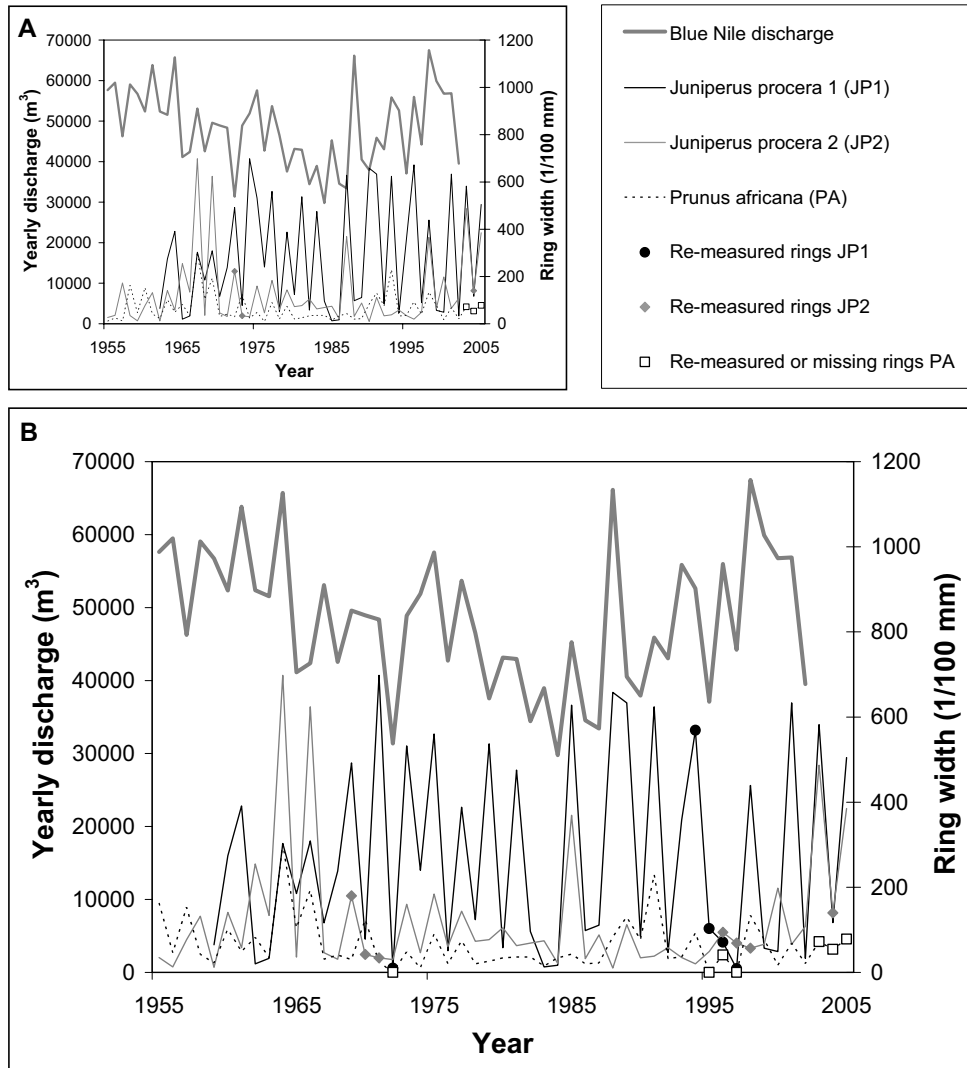 A
70000
60000
50000
40000
30000
20000
10000
0
Yearly discharge (m³)
1200
1000
800
600
400
200
0
Ring width (1/100 mm)
1955 1965 1975 1985 1995 2005
Year
Blue Nile discharge
Juniperus procera 1 (JP1)
Juniperus procera 2 (JP2)
Prunus africana (PA)
Re-measured rings JP1
Re-measured rings JP2
Re-measured or missing rings PA
B
70000
60000
50000
40000
30000
20000
10000
0
Yearly discharge (m³)
1200
1000
800
600
400
200
0
Ring width (1/100 mm)
1955 1965 1975 1985 1995 2005
Year